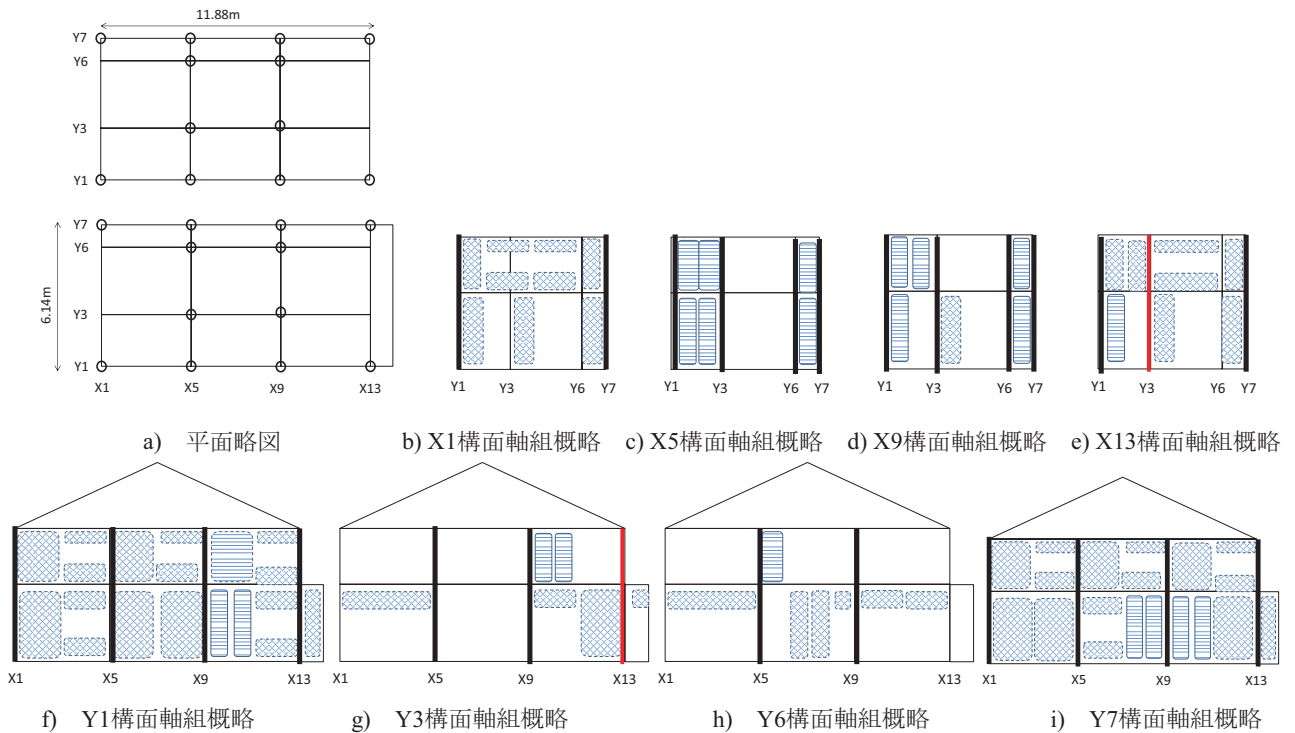 11.88m
Y7
Y6
Y3
Y1
6.14m
Y7
Y6
Y3
Y1
X1 X5 X9 X13
Y1 Y3 Y6 Y7
Y1 Y3 Y6 Y7
Y1 Y3 Y6 Y7
Y1 Y3 Y6 Y7
a) 平面略図
b) X1構面軸組概略
c) X5構面軸組概略
d) X9構面軸組概略
e) X13構面軸組概略
X1 X5 X9 X13
X1 X5 X9 X13
X1 X5 X9 X13
X1 X5 X9 X13
f) Y1構面軸組概略
g) Y3構面軸組概略
h) Y6構面軸組概略
i) Y7構面軸組概略